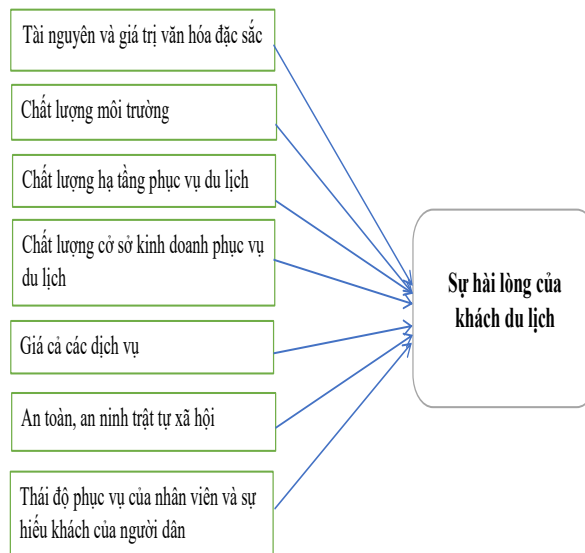 Tài nguyên và giá trị văn hóa đặc sắc
Chất lượng môi trường
Chất lượng hạ tầng phục vụ du lịch
Chất lượng cở sở kinh doanh phục vụ
du lịch
Giá cả các dịch vụ
An toàn, an ninh trật tự xã hội
Thái độ phục vụ của nhân viên và sự
hiếu khách của người dân
Sự hài lòng của
khách du lịch